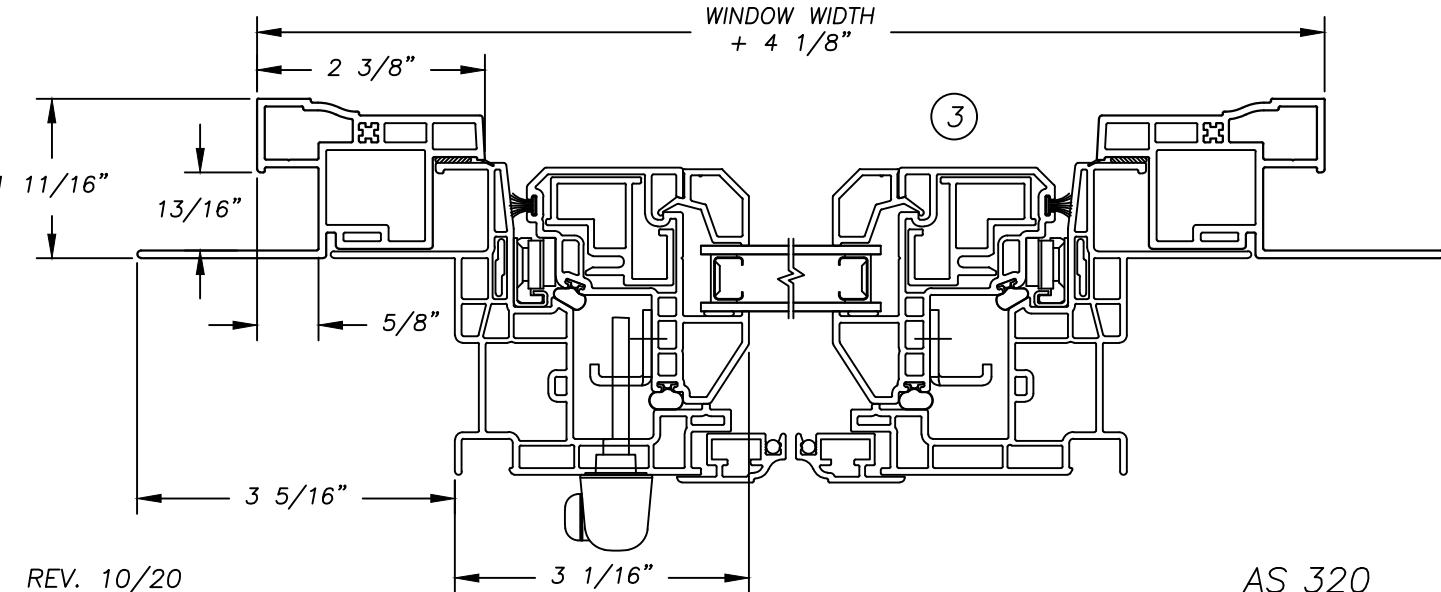 WINDOW WIDTH
+ 4 1/8”
2 3/8”
3
1 11/16”
13/16”
5/8”
3 5/16”
3 1/16”
REV. 10/20
AS 320